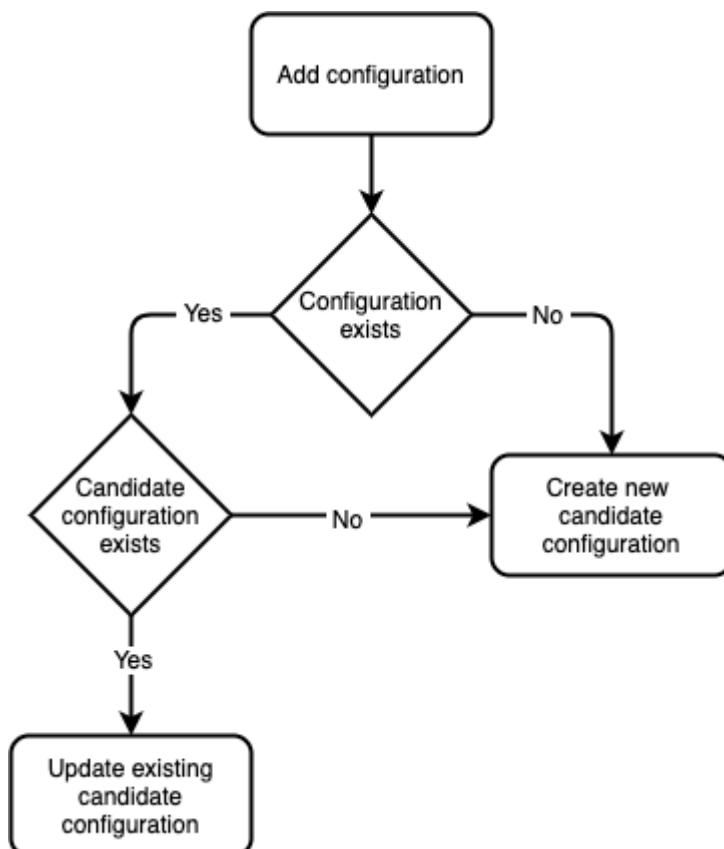 Add configuration
Configuration
exists
Yes
No
Candidate
configuration
exists
No
Create new
candidate
configuration
Yes
Update existing
candidate
configuration